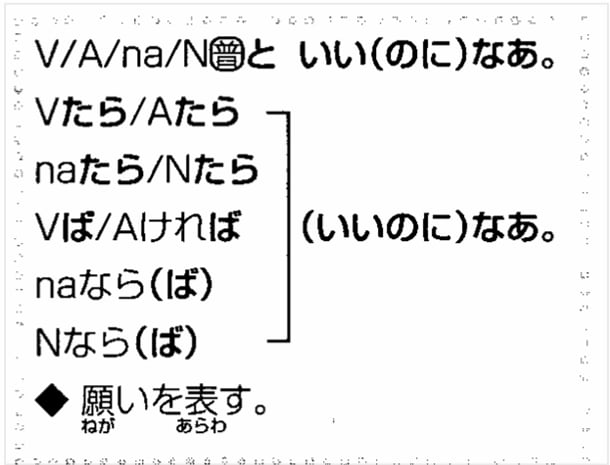 V/A/na/N普と いい(のに)なあ。
Vたら/Aたら
naたら/Nたら
Vば/Aければ
(いいのに)なあ。
naなら(ば)
Nなら(ば)
◆ 願いを表す。
ねが あらわ